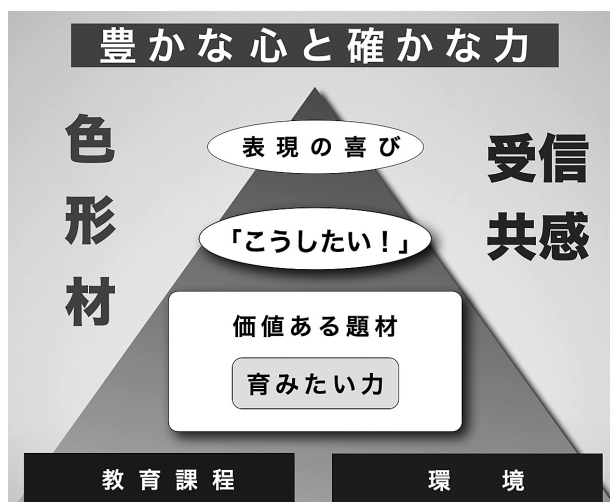 豊かな心と確かな力
色
形
材
表現の喜び
「こうしたい！」
価値ある題材
育みたい力
受信
共感
教育課程
環境